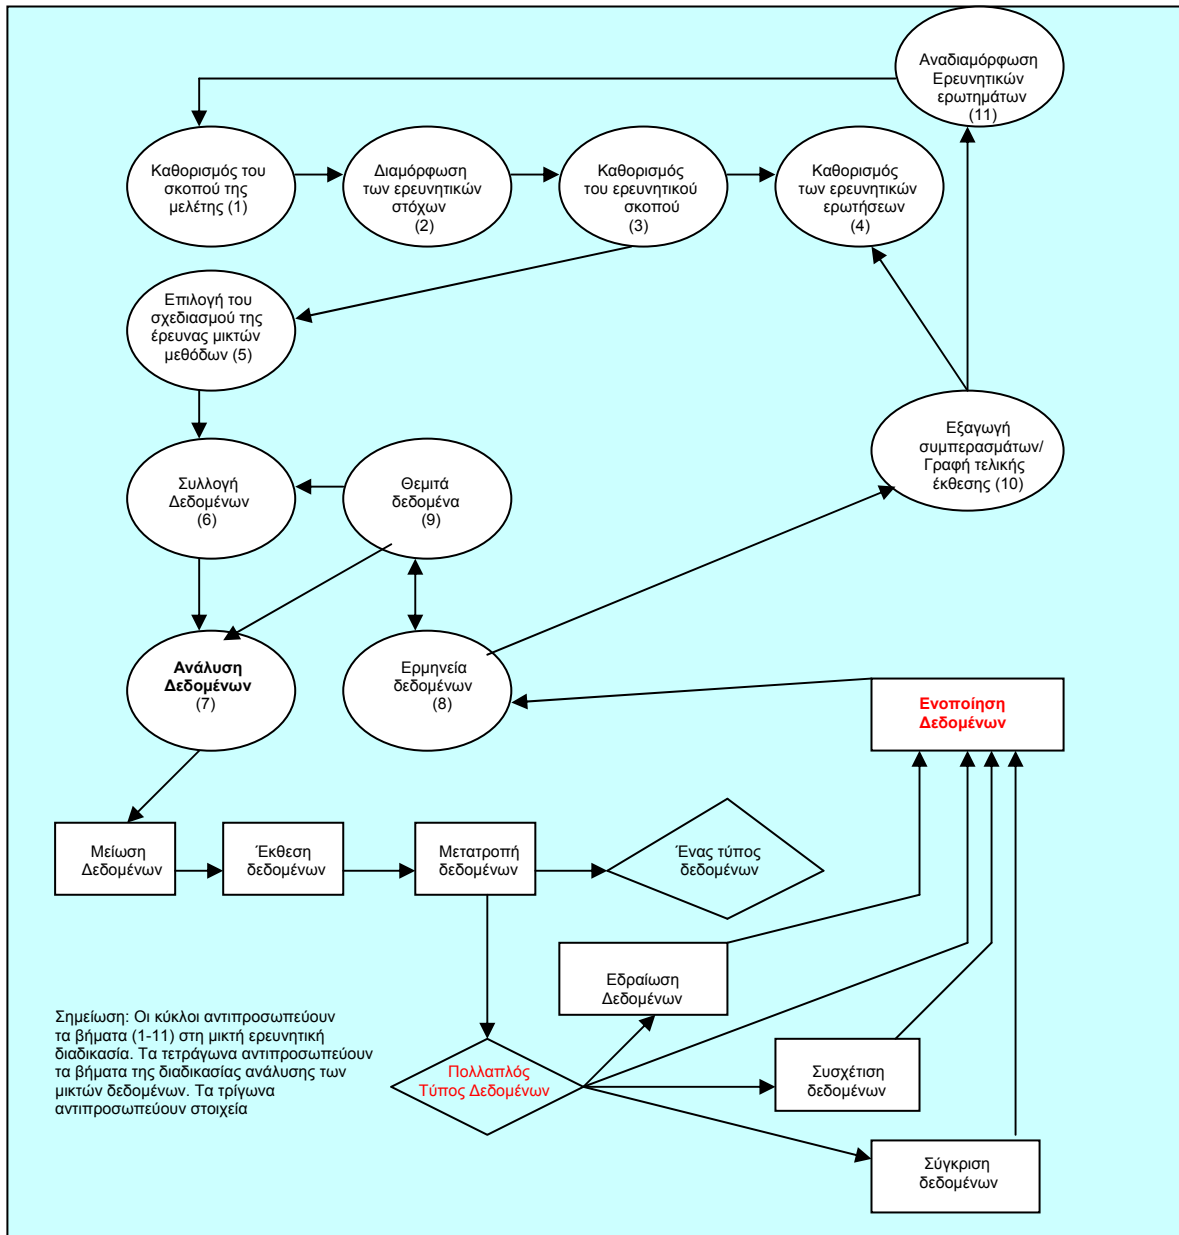 Αναδιαμόρφωση
Ερευνητικών
ερωτημάτων
(11)
Καθορισμός του
σκοπού της
μελέτης (1)
Διαμόρφωση
των ερευνητικών
στόχων
(2)
Καθορισμός
του ερευνητικού
σκοπού
(3)
Καθορισμός
των ερευνητικών
ερωτήσεων
(4)
Επιλογή του
σχεδιασμού της
έρευνας μικτών
μεθόδων (5)
Εξαγωγή
συμπερασμάτων/
Γραφή τελικής
έκθεσης (10)
Συλλογή
Δεδομένων
(6)
Θεμιτά
δεδομένα
(9)
Ανάλυση
Δεδομένων
(7)
Ερμηνεία
δεδομένων
(8)
Ενοποίηση
Δεδομένων
Μείωση
Δεδομένων
Έκθεση
δεδομένων
Μετατροπή
δεδομένων
Ένας τύπος
δεδομένων
Εδραίωση
Δεδομένων
Σημείωση: Οι κύκλοι αντιπροσωπεύουν
τα βήματα (1-11) στη μικτή ερευνητική
διαδικασία. Τα τετράγωνα αντιπροσωπεύουν
τα βήματα της διαδικασίας ανάλυσης των
μικτών δεδομένων. Τα τρίγωνα
αντιπροσωπεύουν στοιχεία
Πολλαπλός
Τύπος Δεδομένων
Συσχέτιση
δεδομένων
Σύγκριση
δεδομένων